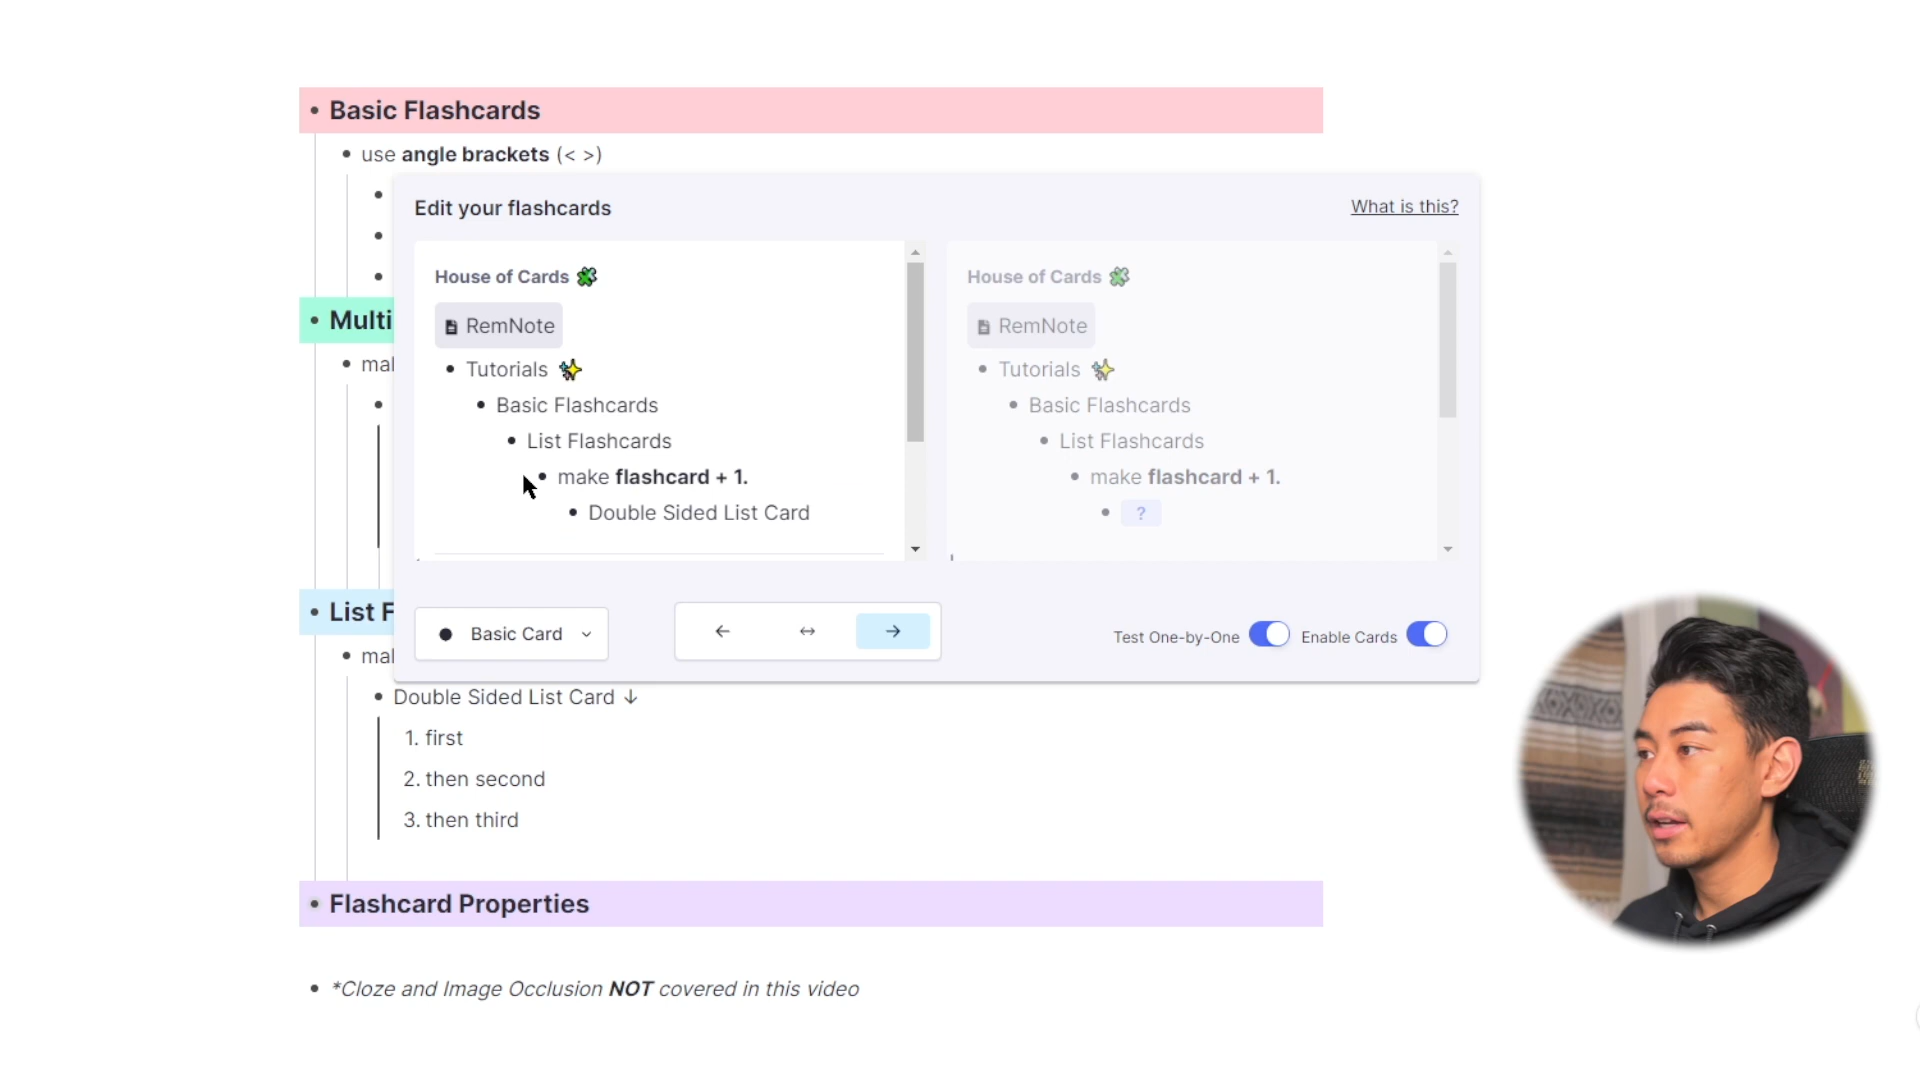 • Basic Flashcards
• use angle brackets (< >)
Edit your flashcards
What is this?
House of Cards
RemNote
• Tutorials
• Basic Flashcards
• List Flashcards
• make flashcard + 1.
• Double Sided List Card
House of Cards
RemNote
• Tutorials
• Basic Flashcards
• List Flashcards
• make flashcard + 1.
• ?
• Multi
• mal
• List F
Basic Card
← ↔ →
Test One-by-One
Enable Cards
• mal
• Double Sided List Card ↓
1. first
2. then second
3. then third
• Flashcard Properties
• *Cloze and Image Occlusion NOT covered in this video